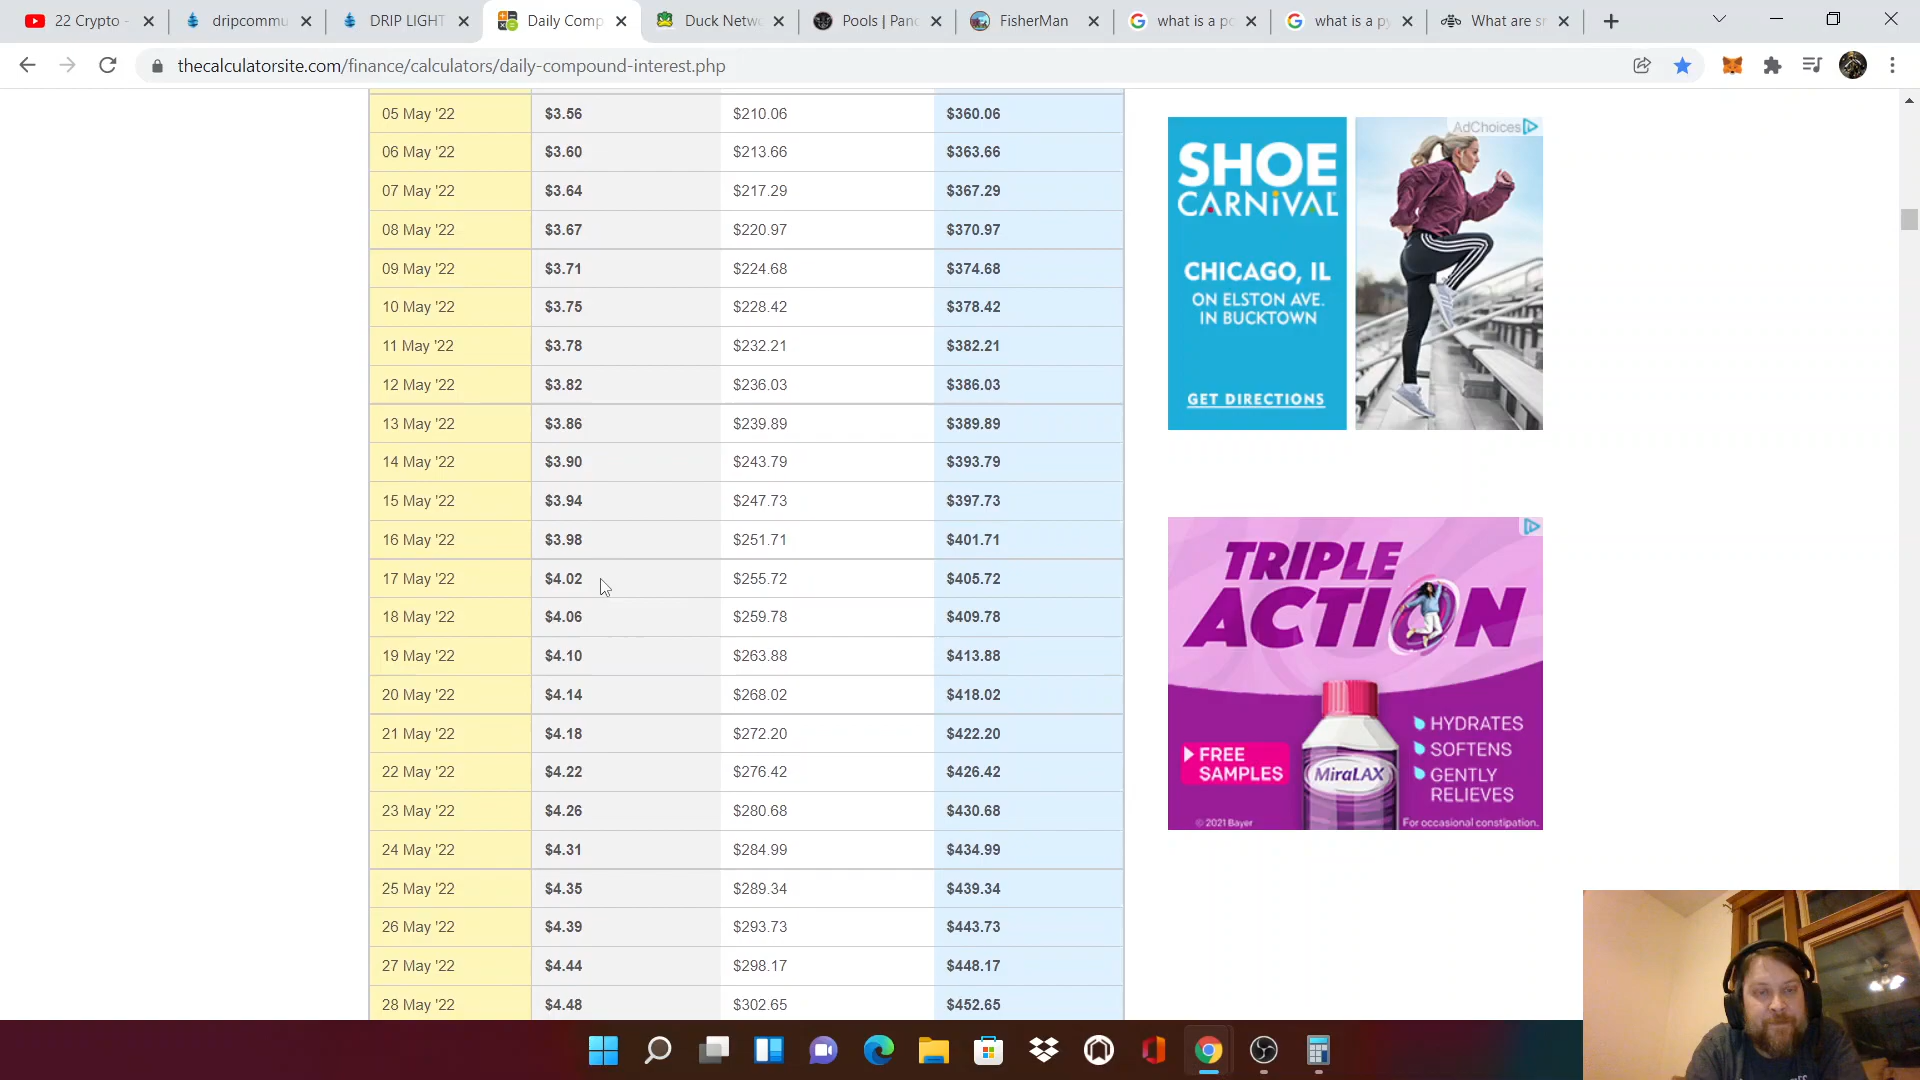 22 Crypto -
dripcommu
DRIP LIGHT
Daily Comp
Duck Netw
Pools | Panc
FisherMan
what is a po
what is a py
What are sm
thecalculatorsite.com/finance/calculators/daily-compound-interest.php
05 May '22 $3.56 $210.06 $360.06
06 May '22 $3.60 $213.66 $363.66
07 May '22 $3.64 $217.29 $367.29
08 May '22 $3.67 $220.97 $370.97
09 May '22 $3.71 $224.68 $374.68
10 May '22 $3.75 $228.42 $378.42
11 May '22 $3.78 $232.21 $382.21
12 May '22 $3.82 $236.03 $386.03
13 May '22 $3.86 $239.89 $389.89
14 May '22 $3.90 $243.79 $393.79
15 May '22 $3.94 $247.73 $397.73
16 May '22 $3.98 $251.71 $401.71
17 May '22 $4.02 $255.72 $405.72
18 May '22 $4.06 $259.78 $409.78
19 May '22 $4.10 $263.88 $413.88
20 May '22 $4.14 $268.02 $418.02
21 May '22 $4.18 $272.20 $422.20
22 May '22 $4.22 $276.42 $426.42
23 May '22 $4.26 $280.68 $430.68
24 May '22 $4.31 $284.99 $434.99
25 May '22 $4.35 $289.34 $439.34
26 May '22 $4.39 $293.73 $443.73
27 May '22 $4.44 $298.17 $448.17
28 May '22 $4.48 $302.65 $452.65
AdChoices
SHOE
CARNiVAL
CHICAGO, IL
ON ELSTON AVE.
IN BUCKTOWN
GET DIRECTIONS
TRIPLE
ACTION
FREE
SAMPLES
MiraLAX
HYDRATES
SOFTENS
GENTLY
RELIEVES
© 2021 Bayer
For occasional constipation.